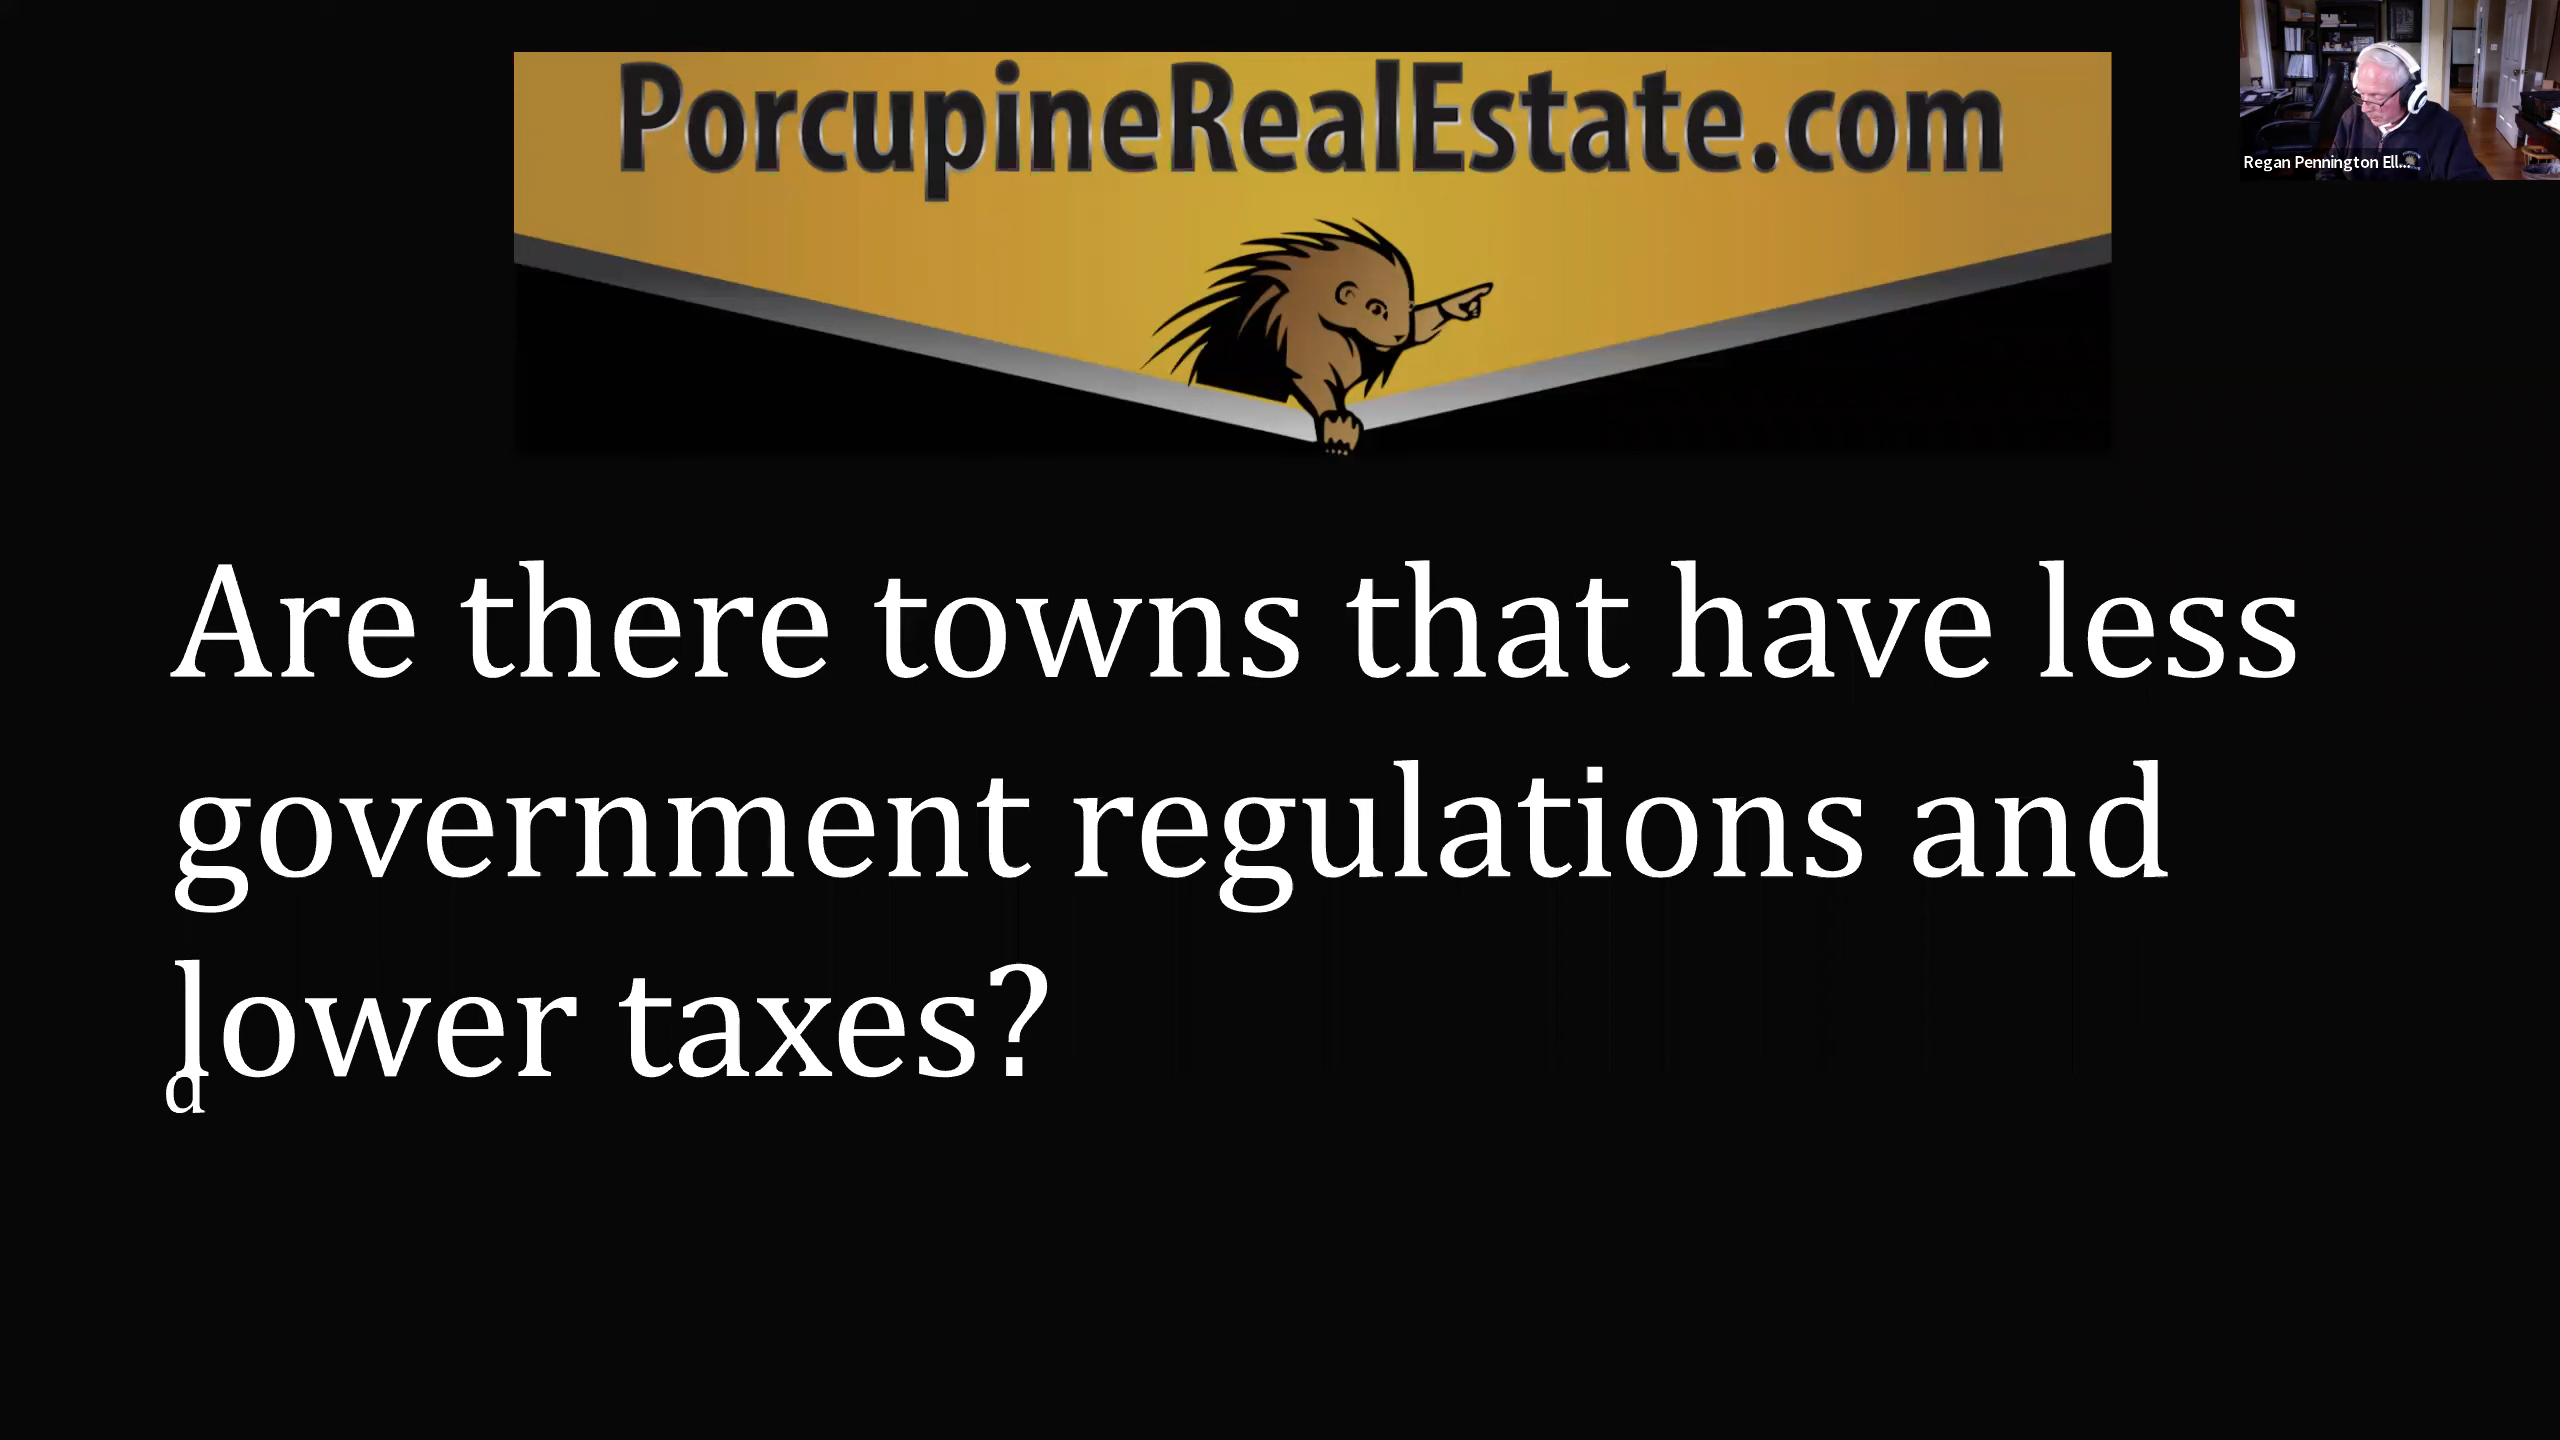 PorcupineRealEstate.com
Regan Pennington Ell...
Are there towns that have less
government regulations and
lower taxes?
d